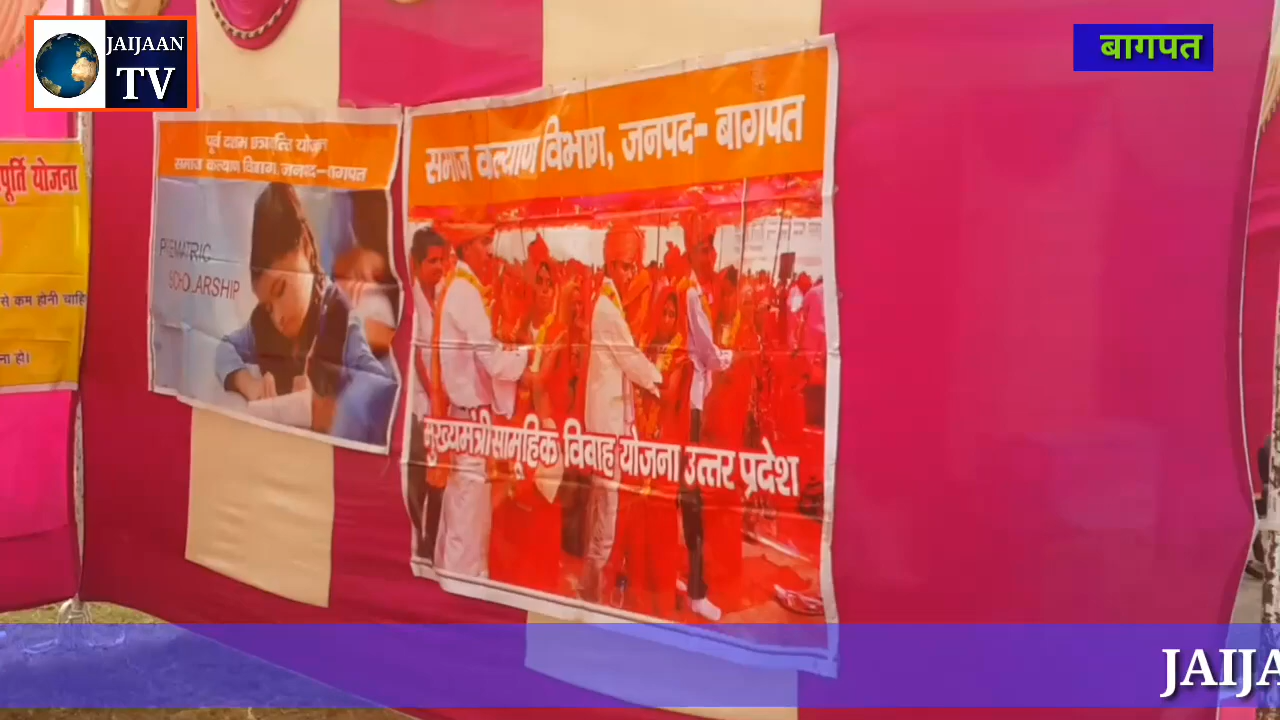 JAIJAAN
TV
बागपत
पूर्ति योजना
से कम होनी चाहि
ना हो।
पूर्व दशम छात्रवृत्ति योजना
समाज कल्याण विभाग, जनपद-बागपत
PREMATRIC
SCHOLARSHIP
समाज कल्याण विभाग, जनपद- बागपत
मुख्यमंत्री सामूहिक विवाह योजना उत्तर प्रदेश
JAIJA